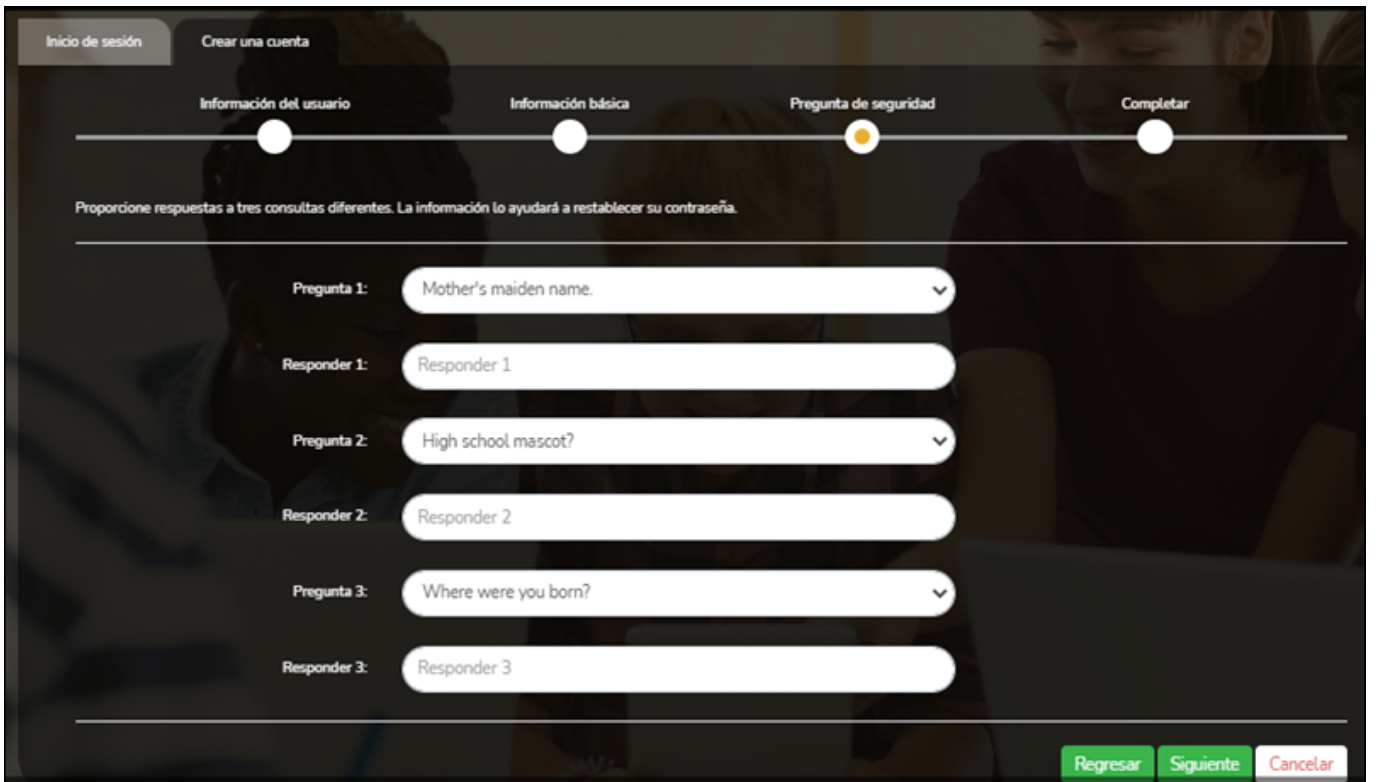 Inicio de sesión
Crear una cuenta
Información del usuario
Información básica
Pregunta de seguridad
Completar
Proporcione respuestas a tres consultas diferentes. La información lo ayudará a restablecer su contraseña.
Pregunta 1:
Mother's maiden name.
Responder 1:
Responder 1
Pregunta 2:
High school mascot?
Responder 2:
Responder 2
Pregunta 3:
Where were you born?
Responder 3:
Responder 3
Regresar
Siguiente
Cancelar